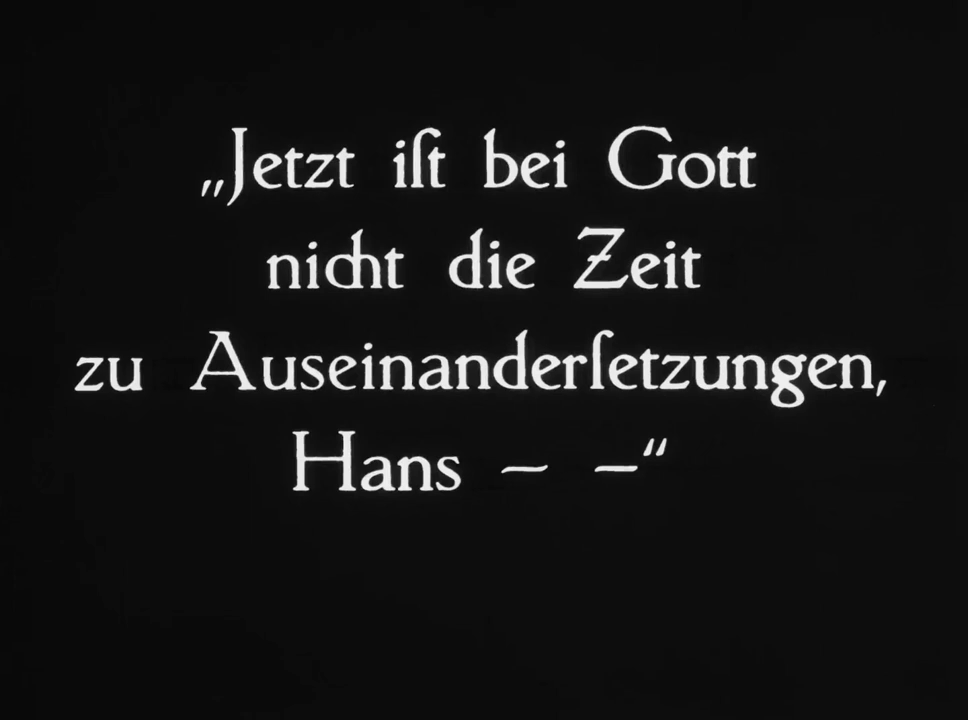 „Jetzt iſt bei Gott
nicht die Zeit
zu Auseinanderſetzungen,
Hans – –“